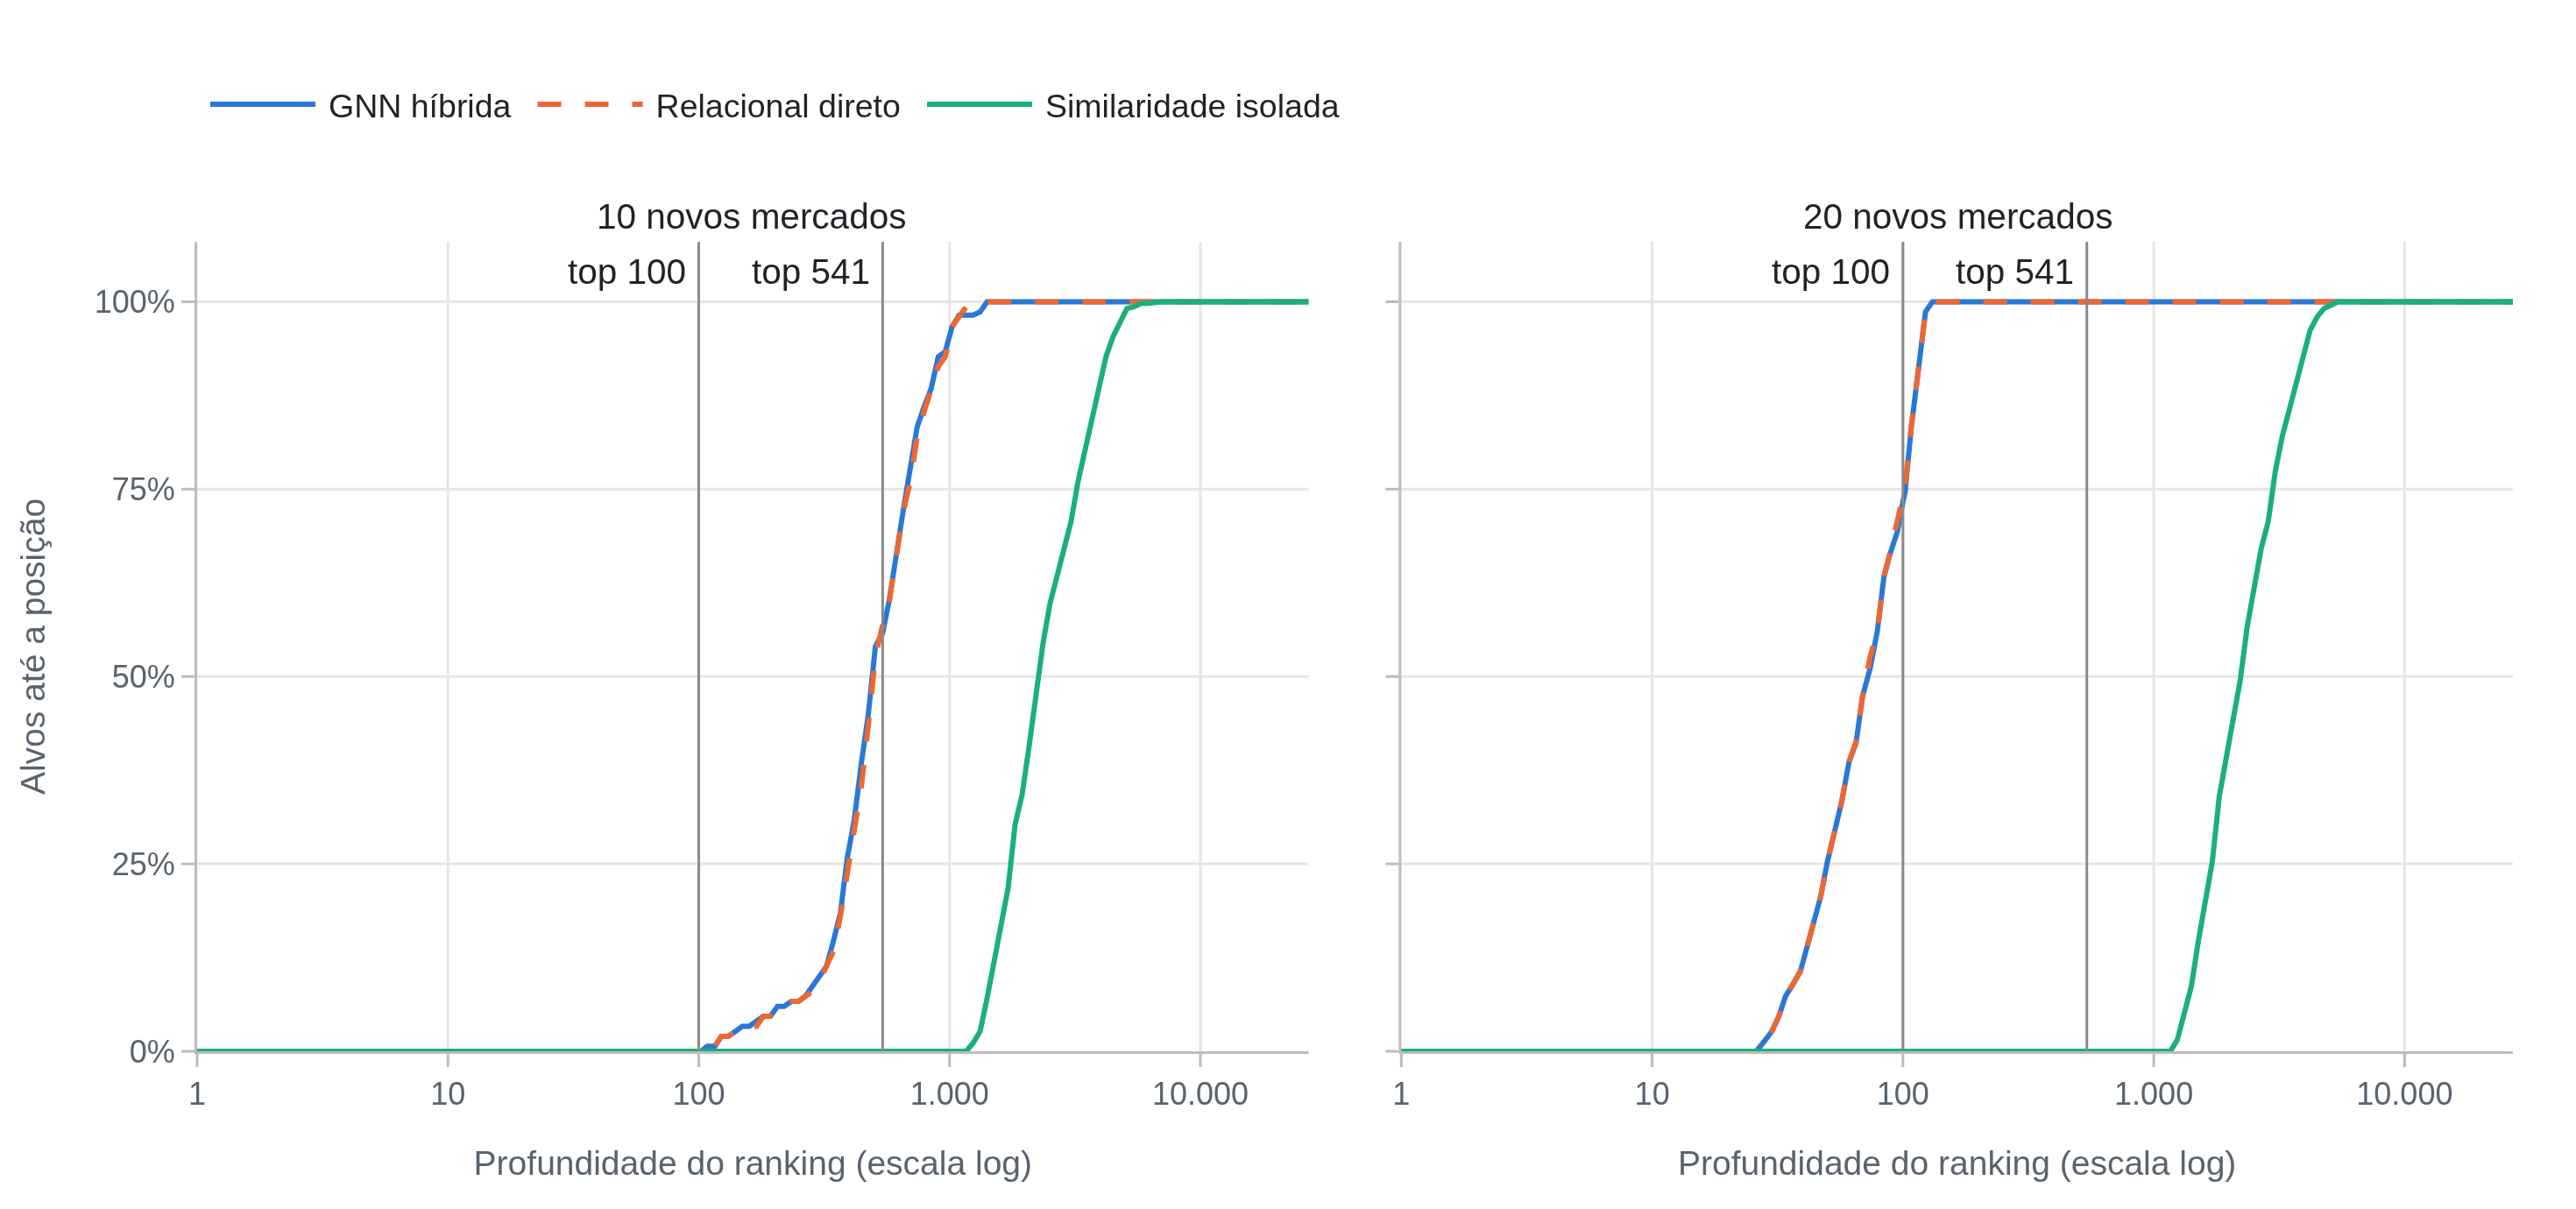 GNN híbrida
Relacional direto
Similaridade isolada
10 novos mercados
top 100
top 541
100%
75%
50%
25%
0%
Alvos até a posição
1
10
100
1.000
10.000
Profundidade do ranking (escala log)
20 novos mercados
top 100
top 541
1
10
100
1.000
10.000
Profundidade do ranking (escala log)